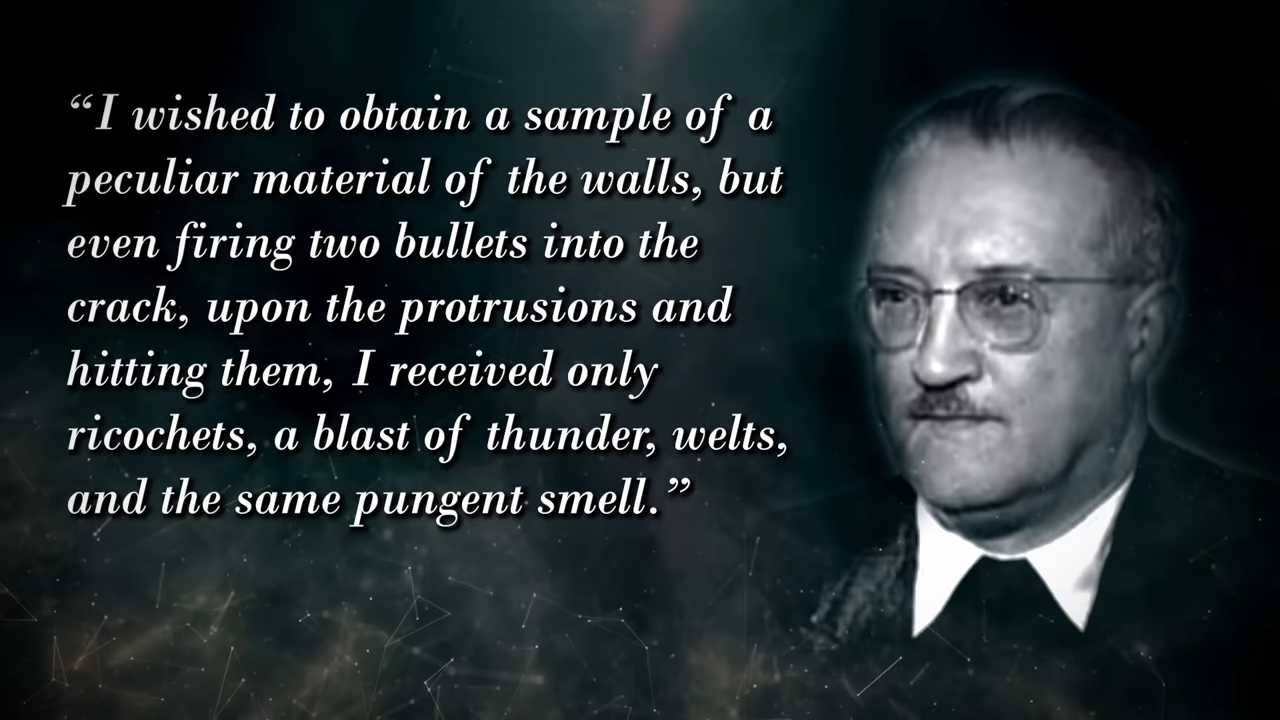 “I wished to obtain a sample of a
peculiar material of the walls, but
even firing two bullets into the
crack, upon the protrusions and
hitting them, I received only
ricochets, a blast of thunder, welts,
and the same pungent smell.”